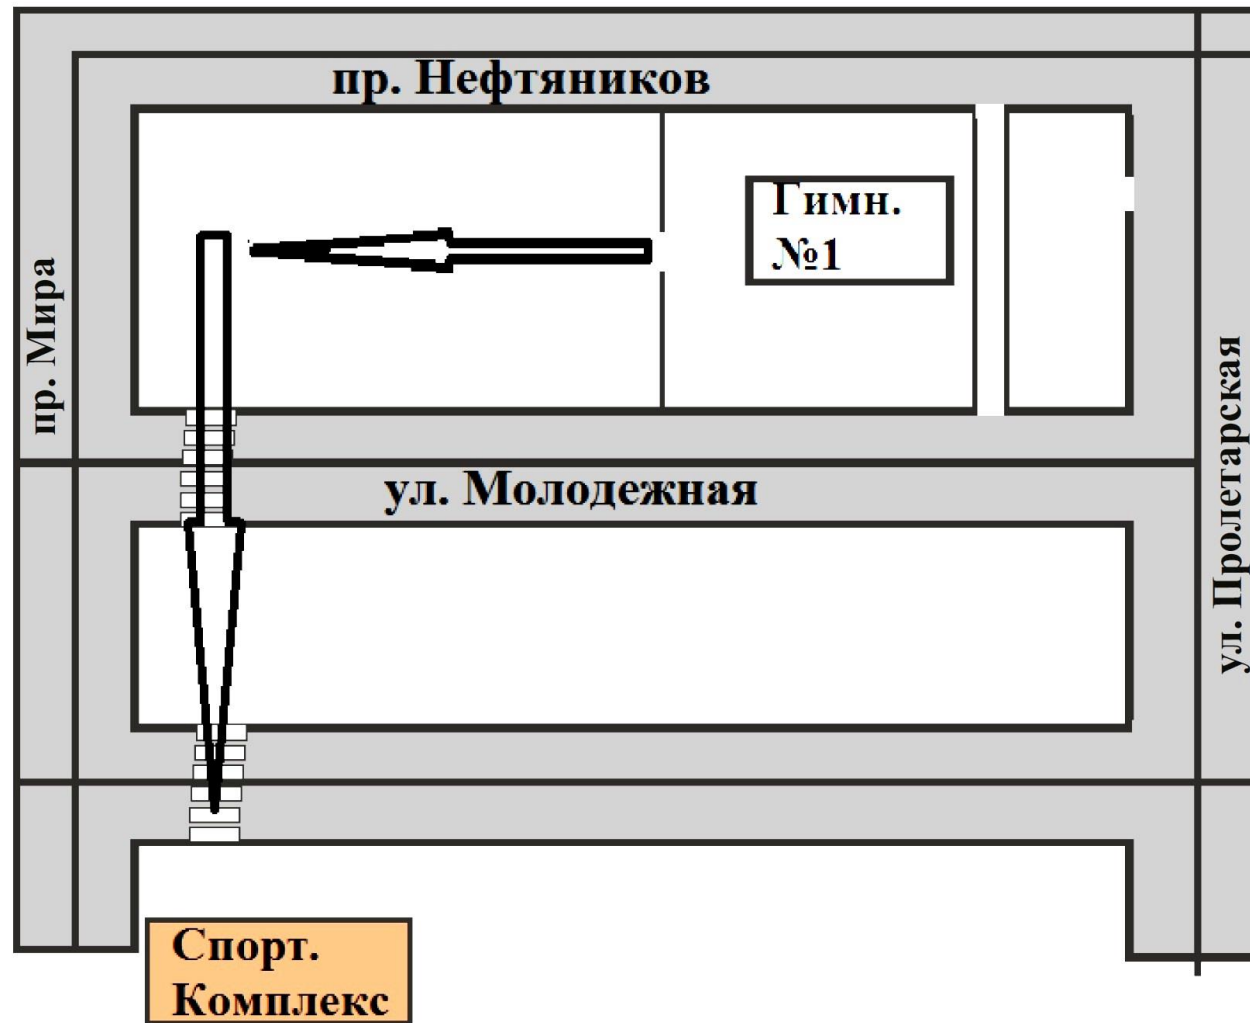 пр. Нефтяников
Гимн.
№1
пр. Мира
ул. Молодежная
ул. Пролетарская
Спорт.
Комплекс